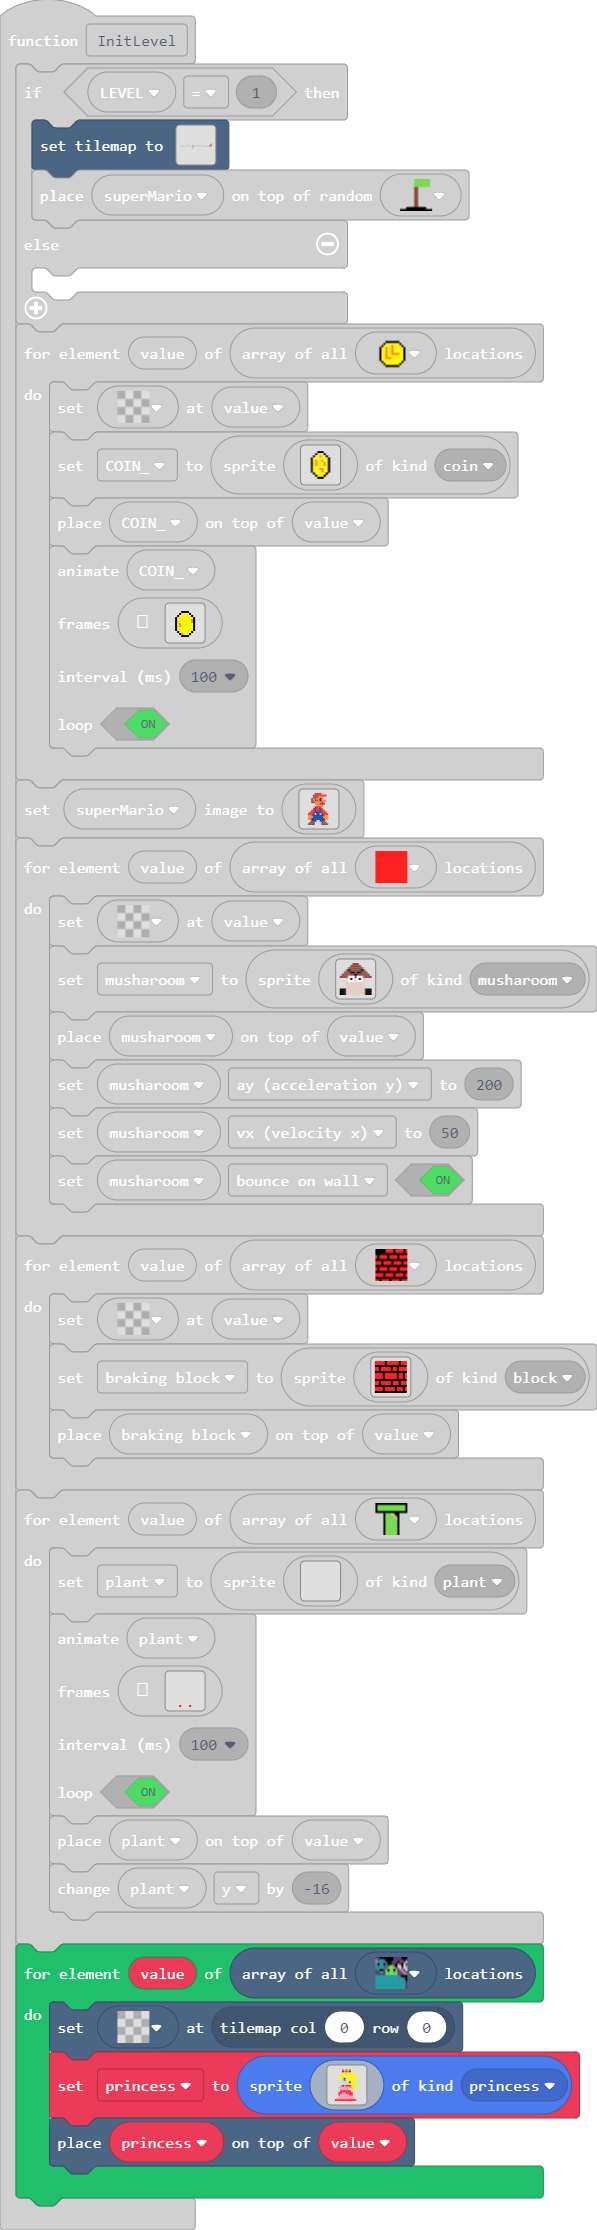 function InitLevel
if LEVEL = 1 then
set tilemap to
place superMario on top of random
else
for element value of array of all locations
do
set at value
set COIN_ to sprite of kind coin
place COIN_ on top of value
animate COIN_
frames
interval (ms) 100
loop ON
set superMario image to
for element value of array of all locations
do
set at value
set musharoom to sprite of kind musharoom
place musharoom on top of value
set musharoom ay (acceleration y) to 200
set musharoom vx (velocity x) to 50
set musharoom bounce on wall ON
for element value of array of all locations
do
set at value
set braking block to sprite of kind block
place braking block on top of value
for element value of array of all locations
do
set plant to sprite of kind plant
animate plant
frames
interval (ms) 100
loop ON
place plant on top of value
change plant y by -16
for element value of array of all locations
do
set at tilemap col 0 row 0
set princess to sprite of kind princess
place princess on top of value